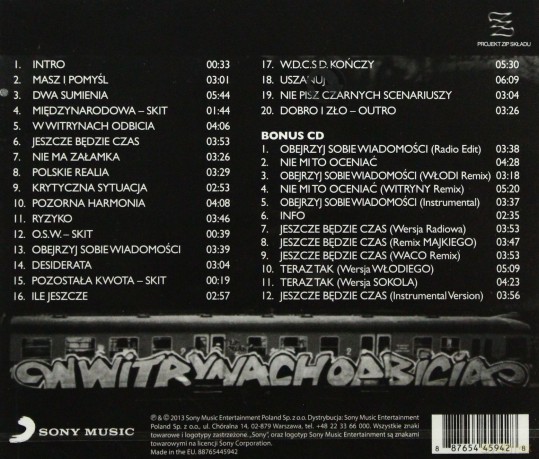 PROJEKT ZIP SKŁADU
1. INTRO 00:33
2. MASZ I POMYŚL 03:01
3. DWA SUMIENIA 05:44
4. MIĘDZYNARODOWA – SKIT 01:44
5. W WITRYNACH ODBICIA 04:06
6. JESZCZE BĘDZIE CZAS 03:53
7. NIE MA ZAŁAMKA 03:26
8. POLSKIE REALIA 03:29
9. KRYTYCZNA SYTUACJA 02:53
10. POZORNA HARMONIA 04:08
11. RYZYKO 03:46
12. O.S.W. – SKIT 00:39
13. OBEJRZYJ SOBIE WIADOMOŚCI 03:39
14. DESIDERATA 03:04
15. POZOSTAŁA KWOTA – SKIT 00:19
16. ILE JESZCZE 02:57
17. W.D.C.S D. KOŃCZY 05:30
18. USZANUJ 06:09
19. NIE PISZ CZARNYCH SCENARIUSZY 03:04
20. DOBRO I ZŁO – OUTRO 03:26
BONUS CD
1. OBEJRZYJ SOBIE WIADOMOŚCI (Radio Edit) 03:38
2. NIE MI TO OCENIAĆ 04:28
3. OBEJRZYJ SOBIE WIADOMOŚCI (WŁODI Remix) 03:18
4. NIE MI TO OCENIAĆ (WITRYNY Remix) 05:20
5. OBEJRZYJ SOBIE WIADOMOŚCI (Instrumental) 03:37
6. INFO 02:35
7. JESZCZE BĘDZIE CZAS (Wersja Radiowa) 03:53
8. JESZCZE BĘDZIE CZAS (Remix MAJKIEGO) 03:47
9. JESZCZE BĘDZIE CZAS (WACO Remix) 03:53
10. TERAZ TAK (Wersja WŁODIEGO) 05:09
11. TERAZ TAK (Wersja SOKOLA) 04:23
12. JESZCZE BĘDZIE CZAS (Instrumental Version) 03:56
WWITRYNACHODBICIA
SONY MUSIC
℗ & © 2013 Sony Music Entertainment Poland Sp. z o.o. Dystrybucja: Sony Music Entertainment
Poland Sp. z o.o., ul. Chóralna 14, 02-879 Warszawa, tel. +48 22 33 66 000. Wszystkie znaki
towarowe i logotypy zastrzeżone. „Sony", oraz logotyp Sony Music Entertainment są znakami
towarowymi na licencji Sony Corporation.
Made in the EU. 88765445942
8 87654 45942 8